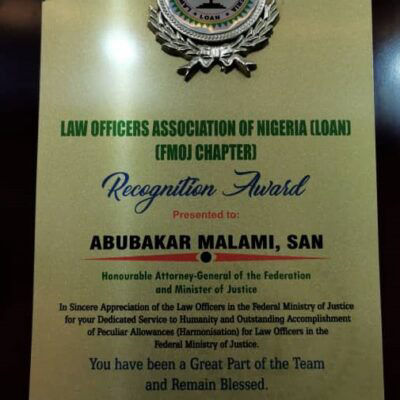 LOAN
LAW OFFICERS ASSOCIATION OF NIGERIA (LOAN)
(FMOJ CHAPTER)
Recognition Award
Presented to:
ABUBAKAR MALAMI, SAN
Honourable Attorney-General of the Federation
and Minister of Justice
In Sincere Appreciation of the Law Officers in the Federal Ministry of Justice
for your Dedicated Service to Humanity and Outstanding Accomplishment
of Peculiar Allowances (Harmonisation) for Law Officers in the
Federal Ministry of Justice.
You have been a Great Part of the Team
and Remain Blessed.